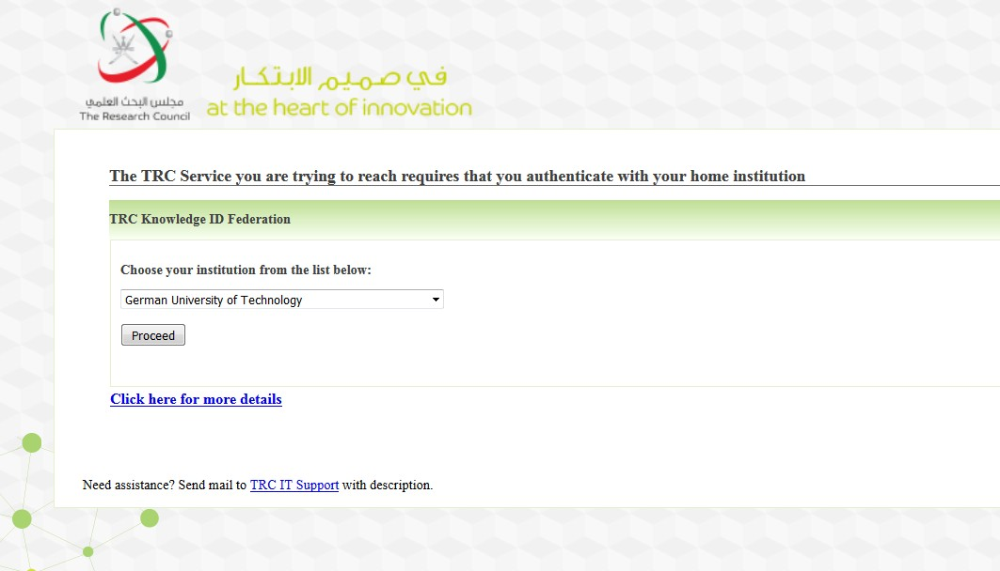 مجلس البحث العلمي
The Research Council
في صميم الابتكار
at the heart of innovation
The TRC Service you are trying to reach requires that you authenticate with your home institution
TRC Knowledge ID Federation
Choose your institution from the list below:
German University of Technology
Proceed
Click here for more details
Need assistance? Send mail to TRC IT Support with description.